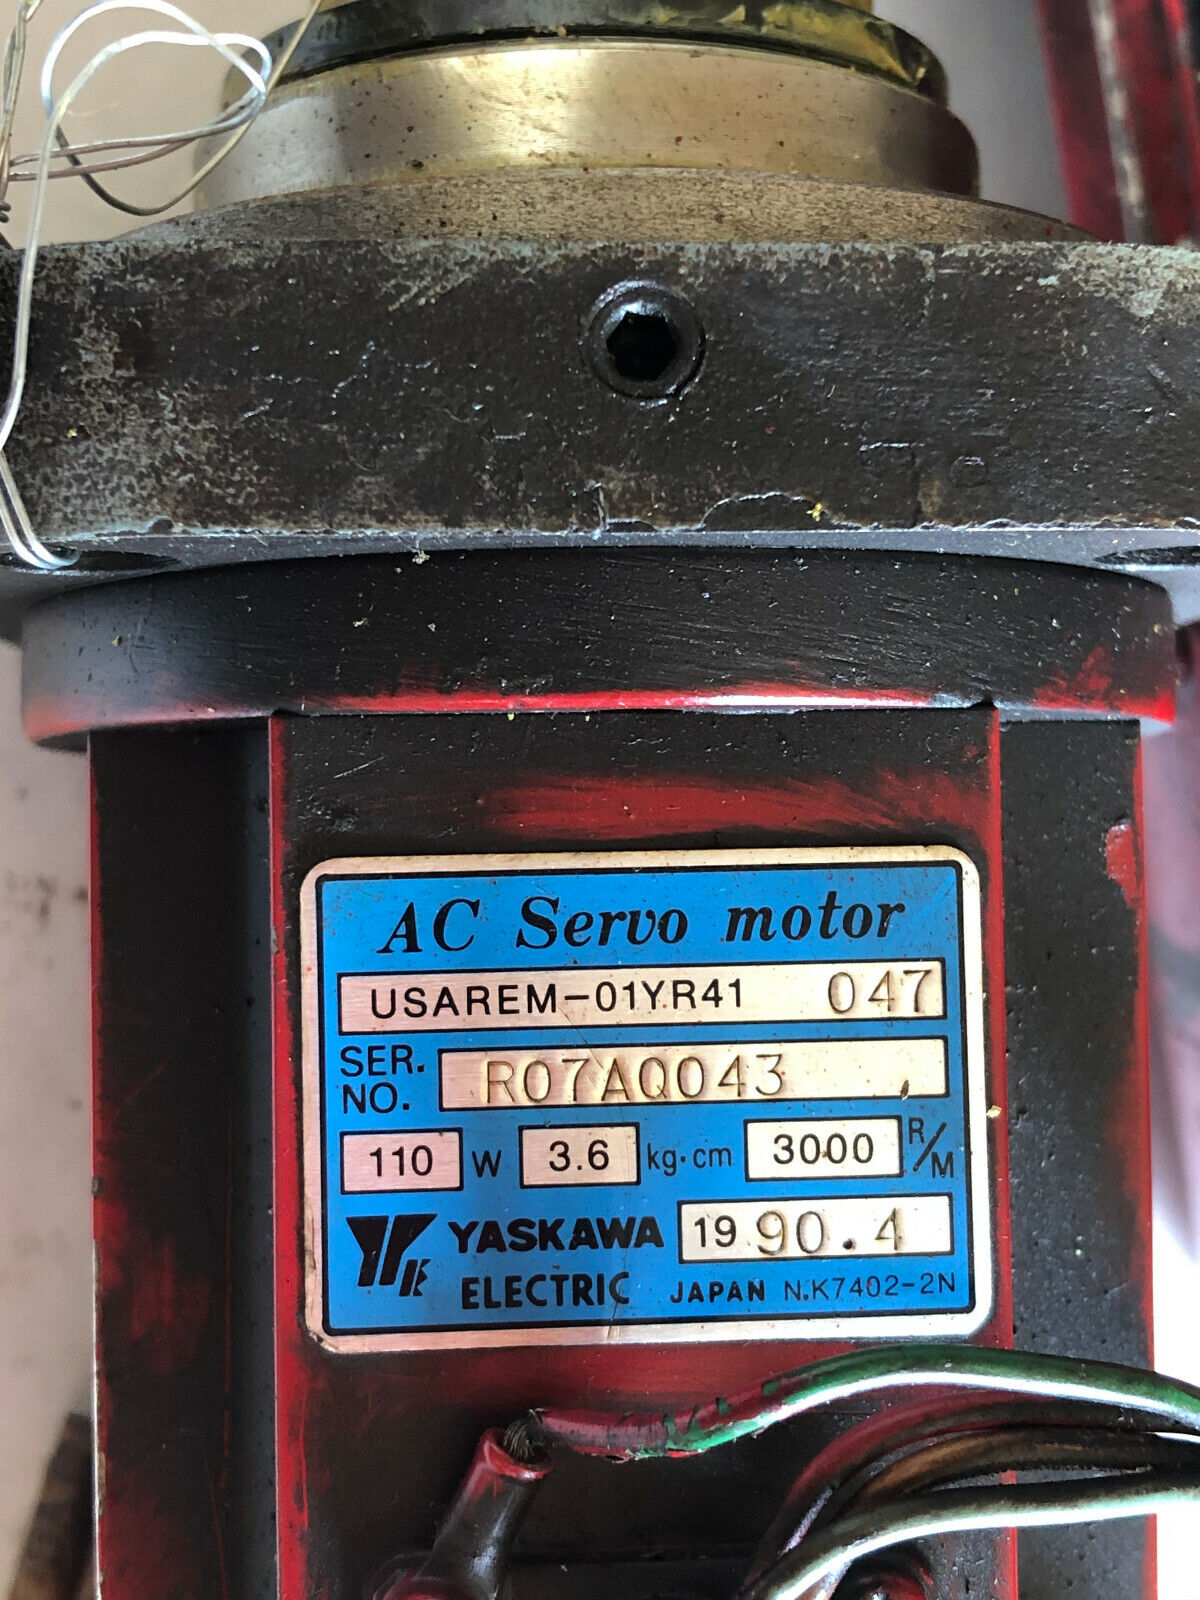 AC Servo motor
USAREM-01YR41 047
SER. NO. R07AQ043
110 W 3.6 kg·cm 3000 R/M
YASKAWA ELECTRIC 1990.4
JAPAN N.K7402-2N